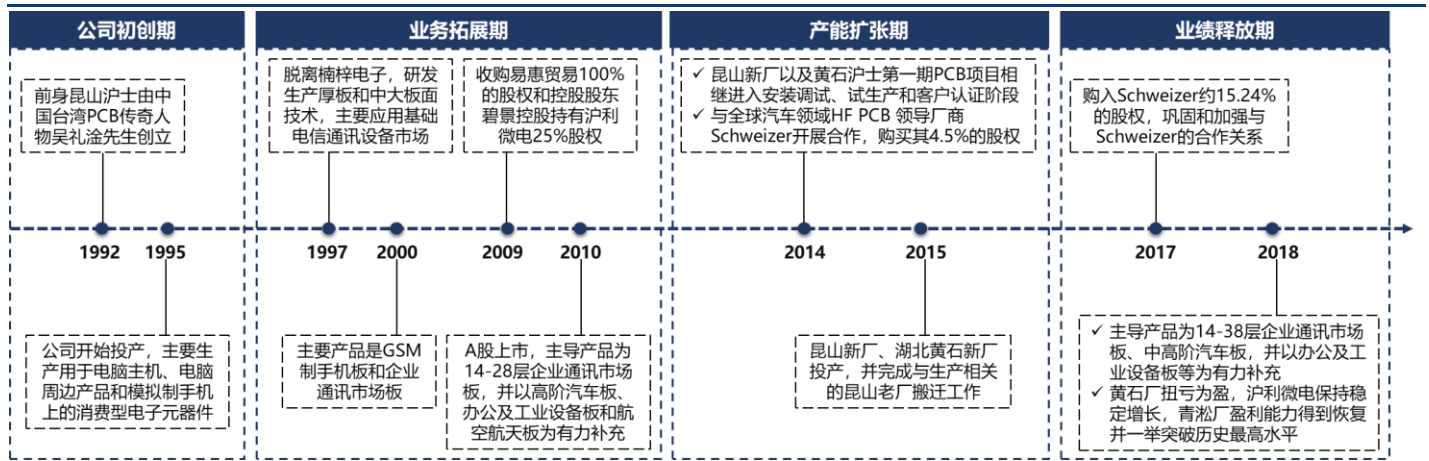 公司初创期
前身昆山沪士由中
国台湾PCB传奇人
物吴礼淦先生创立
1992
1995
公司开始投产，主要生
产用于电脑主机、电脑
周边产品和模拟制手机
上的消费型电子元器件
业务拓展期
脱离楠梓电子，研发
生产厚板和中大板面
技术，主要应用基础
电信通讯设备市场
收购易惠贸易100%
的股权和控股股东
碧景控股持有沪利
微电25%股权
1997
2000
2009
2010
主要产品是GSM
制手机板和企业
通讯市场板
A股上市，主导产品为
14-28层企业通讯市场
板，并以高阶汽车板、
办公及工业设备板和航
空航天板为有力补充
产能扩张期
✓ 昆山新厂以及黄石沪士第一期PCB项目相
继进入安装调试、试生产和客户认证阶段
✓ 与全球汽车领域HF PCB 领导厂商
Schweizer开展合作，购买其4.5%的股权
2014
2015
昆山新厂、湖北黄石新厂
投产，并完成与生产相关
的昆山老厂搬迁工作
业绩释放期
购入Schweizer约15.24%
的股权，巩固和加强与
Schweizer的合作关系
2017
2018
✓ 主导产品为14-38层企业通讯市场
板、中高阶汽车板，并以办公及工
业设备板等为有力补充
✓ 黄石厂扭亏为盈，沪利微电保持稳
定增长，青淞厂盈利能力得到恢复
并一举突破历史最高水平